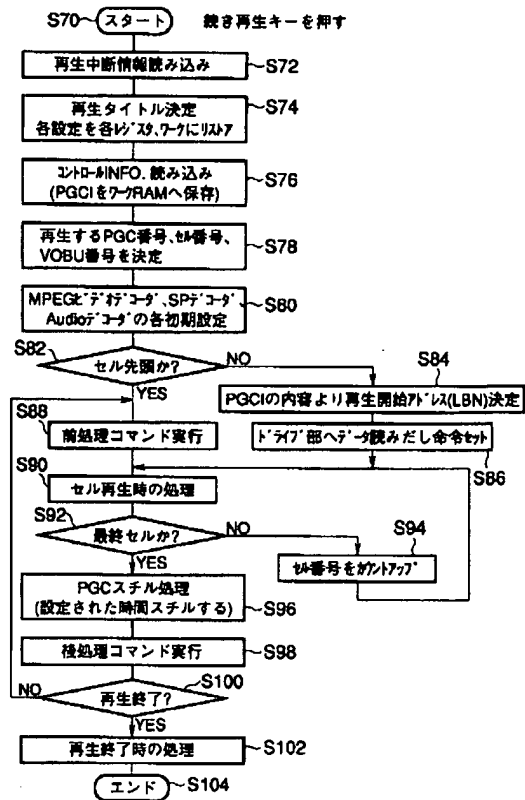 S70 スタート 続き再生キーを押す
再生中断情報読み込み S72
再生タイトル決定
各設定を各レジスタ、ワークにリストア
S74
コントロールINFO.読み込み
(PGCIをワークRAMへ保存)
S76
再生するPGC番号、セル番号、
VOBU番号を決定
S78
MPEGビデオデコーダ、SPデコーダ
Audioデコーダの各初期設定
S80
S82
セル先頭か?
NO
YES
S84
PGCIの内容より再生開始アドレス(LBN)決定
ドライブ部へデータ読みだし命令セット
S86
S88
前処理コマンド実行
S90
セル再生時の処理
S92
最終セルか?
NO
YES
S94
セル番号をカウントアップ
PGCスチル処理
(設定された時間スチルする)
S96
後処理コマンド実行
S98
S100
再生終了?
NO
YES
再生終了時の処理 S102
エンド S104